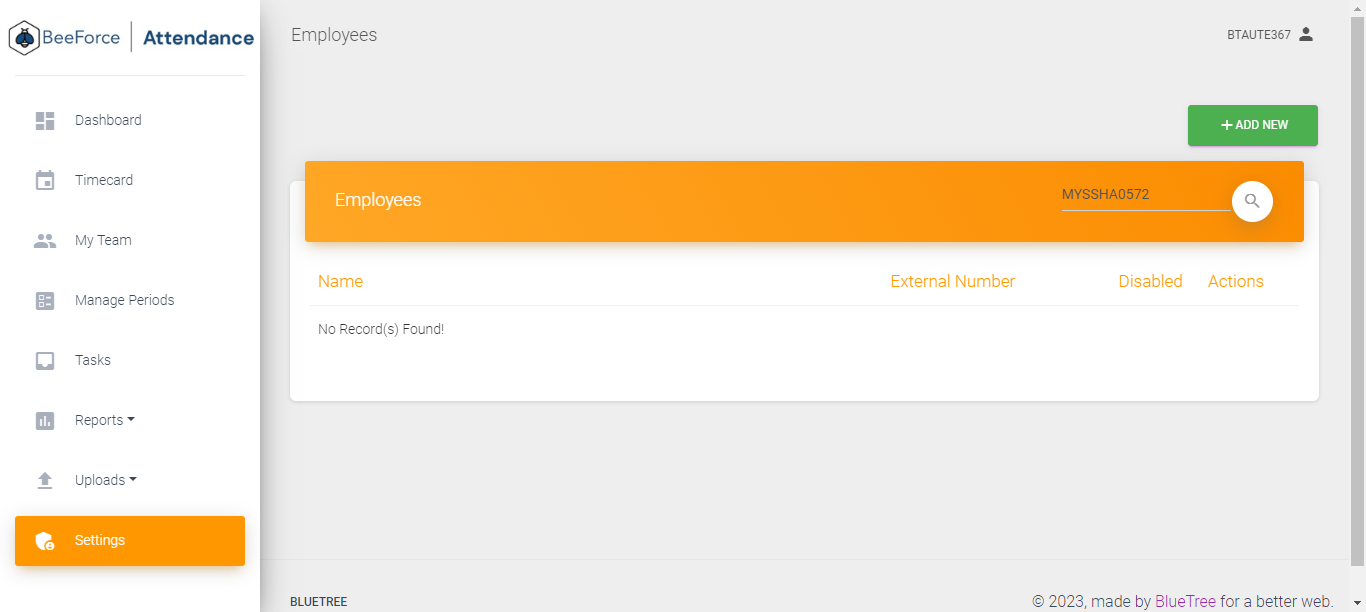 BeeForce | Attendance
Dashboard
Timecard
My Team
Manage Periods
Tasks
Reports
Uploads
Settings
Employees
BTAUTE367
+ ADD NEW
Employees
MYSSHA0572
Name External Number Disabled Actions
No Record(s) Found!
BLUETREE
© 2023, made by BlueTree for a better web.